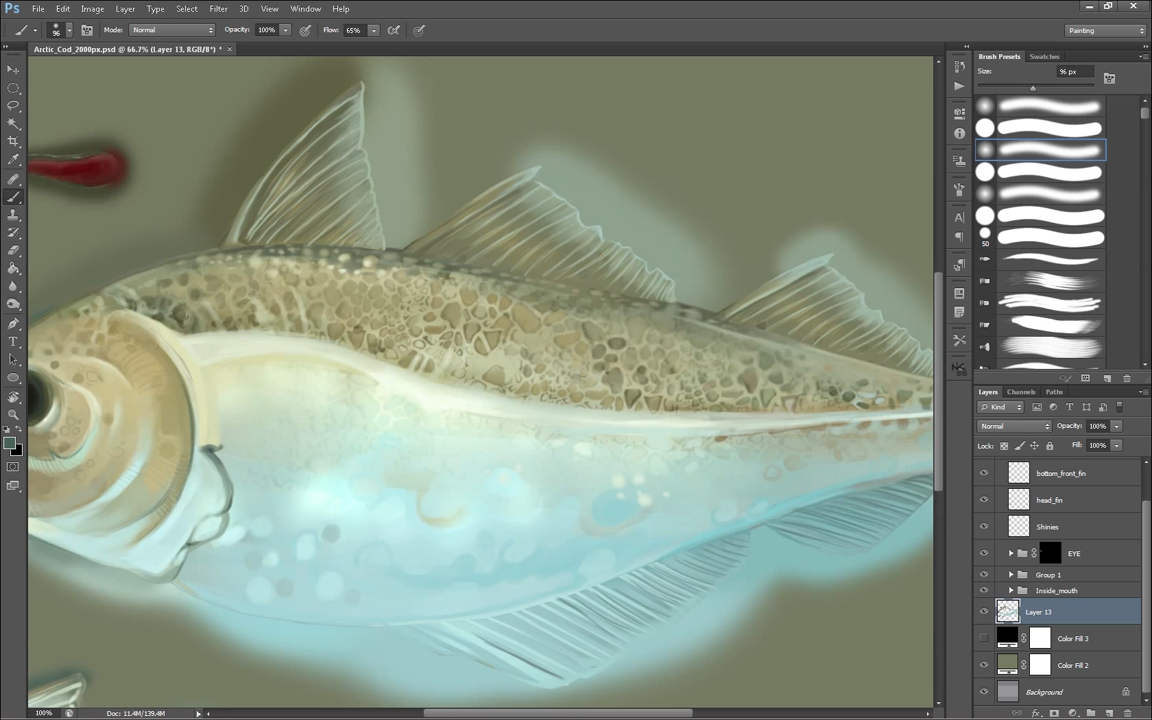 Ps File Edit Image Layer Type Select Filter 3D View Window Help
96 Mode: Normal Opacity: 100% Flow: 65% Painting
Arctic_Cod_2000px.psd @ 66.7% (Layer 13, RGB/8*) * ×
Brush Presets Swatches
Size: 96 px
50
Layers Channels Paths
Kind
Normal Opacity: 100%
Lock: Fill: 100%
bottom_front_fin
head_fin
Shinies
EYE
Group 1
Inside_mouth
Layer 13
Color Fill 3
Color Fill 2
Background
100% Doc: 11.4M/139.4M